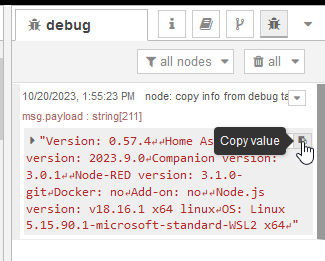 debug
all nodes
all
10/20/2023, 1:55:23 PM node: copy info from debug ta
msg.payload : string[211]
"Version: 0.57.4↵↵Home As
Copy value
version: 2023.9.0↵Companion version:
3.0.1↵↵Node-RED version: 3.1.0-
git↵Docker: no↵Add-on: no↵↵Node.js
version: v18.16.1 x64 linux↵OS: Linux
5.15.90.1-microsoft-standard-WSL2 x64↵"